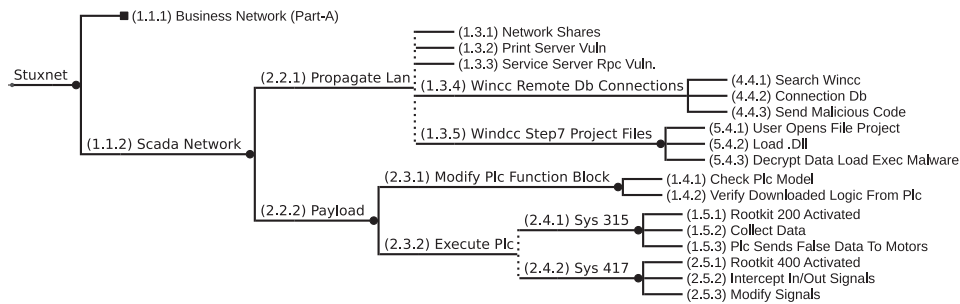 (1.1.1) Business Network (Part-A)
Stuxnet
(1.3.1) Network Shares
(1.3.2) Print Server Vuln
(1.3.3) Service Server Rpc Vuln.
(2.2.1) Propagate Lan
(1.3.4) Wincc Remote Db Connections
(4.4.1) Search Wincc
(4.4.2) Connection Db
(4.4.3) Send Malicious Code
(1.3.5) Windcc Step7 Project Files
(5.4.1) User Opens File Project
(5.4.2) Load .Dll
(5.4.3) Decrypt Data Load Exec Malware
(1.1.2) Scada Network
(2.3.1) Modify Plc Function Block
(1.4.1) Check Plc Model
(1.4.2) Verify Downloaded Logic From Plc
(2.2.2) Payload
(2.4.1) Sys 315
(1.5.1) Rootkit 200 Activated
(1.5.2) Collect Data
(1.5.3) Plc Sends False Data To Motors
(2.3.2) Execute Plc
(2.4.2) Sys 417
(2.5.1) Rootkit 400 Activated
(2.5.2) Intercept In/Out Signals
(2.5.3) Modify Signals